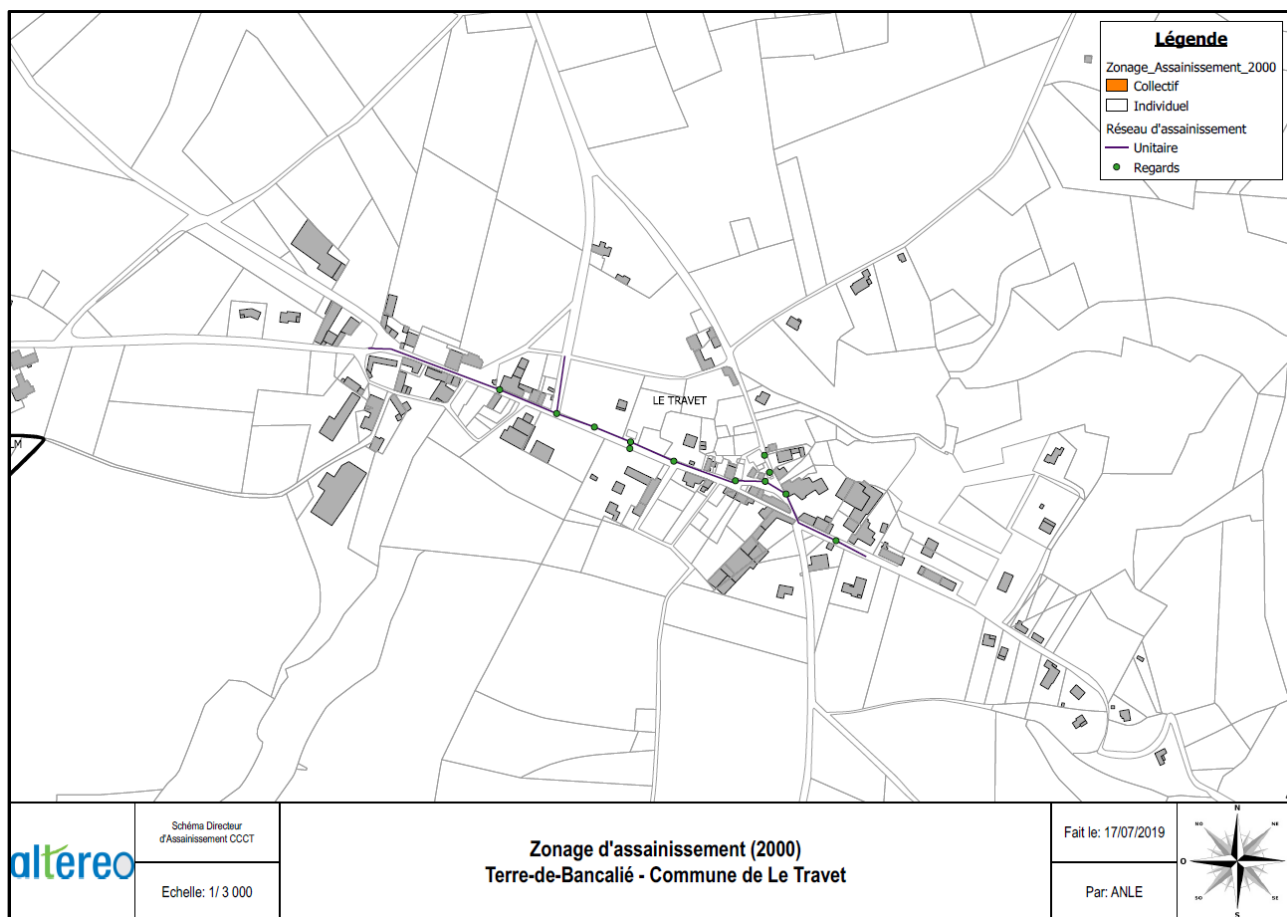 Légende
Zonage_Assainissement_2000
Collectif
Individuel
Réseau d'assainissement
Unitaire
Regards
LE TRAVET
M
altereo
Schéma Directeur
d'Assainissement CCCT
Echelle: 1/ 3 000
Zonage d'assainissement (2000)
Terre-de-Bancalié - Commune de Le Travet
Fait le: 17/07/2019
Par: ANLE
N
NO
NE
O
SO
SE
S